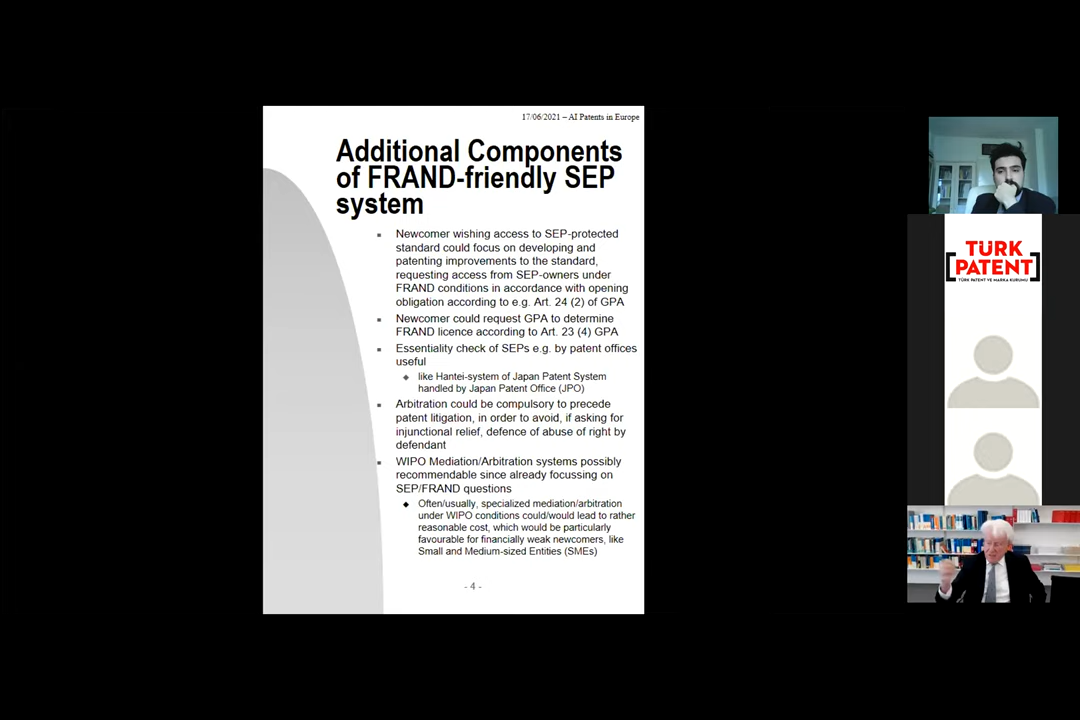 17/06/2021 – AI Patents in Europe
Additional Components
of FRAND-friendly SEP
system
Newcomer wishing access to SEP-protected
standard could focus on developing and
patenting improvements to the standard,
requesting access from SEP-owners under
FRAND conditions in accordance with opening
obligation according to e.g. Art. 24 (2) of GPA
Newcomer could request GPA to determine
FRAND licence according to Art. 23 (4) GPA
Essentiality check of SEPs e.g. by patent offices
useful
like Hantei-system of Japan Patent System
handled by Japan Patent Office (JPO)
Arbitration could be compulsory to precede
patent litigation, in order to avoid, if asking for
injunctional relief, defence of abuse of right by
defendant
WIPO Mediation/Arbitration systems possibly
recommendable since already focussing on
SEP/FRAND questions
Often/usually, specialized mediation/arbitration
under WIPO conditions could/would lead to rather
reasonable cost, which would be particularly
favourable for financially weak newcomers, like
Small and Medium-sized Entities (SMEs)
- 4 -
TÜRK
PATENT
TÜRK PATENT VE MARKA KURUMU